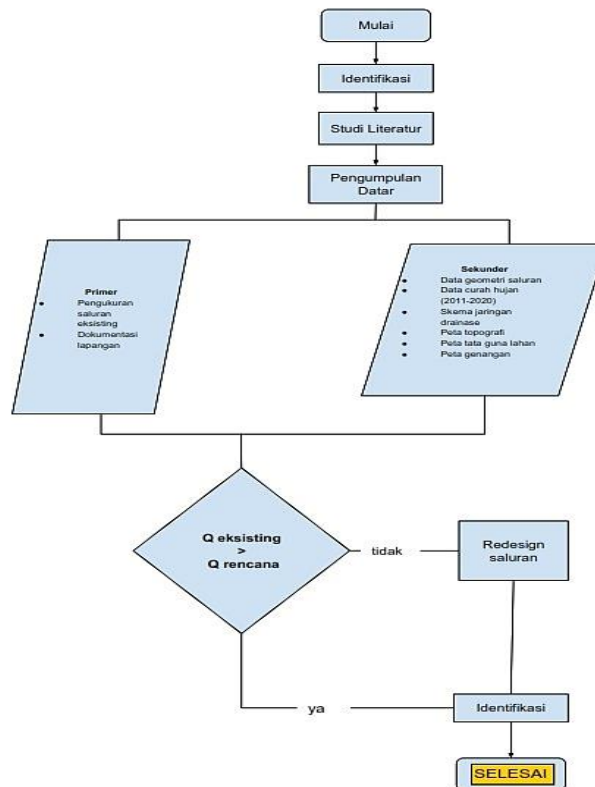 Mulai
Identifikasi
Studi Literatur
Pengumpulan
Datar
Primer
• Pengukuran
saluran
eksisting
• Dokumentasi
lapangan
Sekunder
• Data geometri saluran
• Data curah hujan
(2011-2020)
• Skema jaringan
drainase
• Peta topografi
• Peta tata guna lahan
• Peta genangan
Q eksisting
>
Q rencana
tidak
Redesign
saluran
ya
Identifikasi
SELESAI